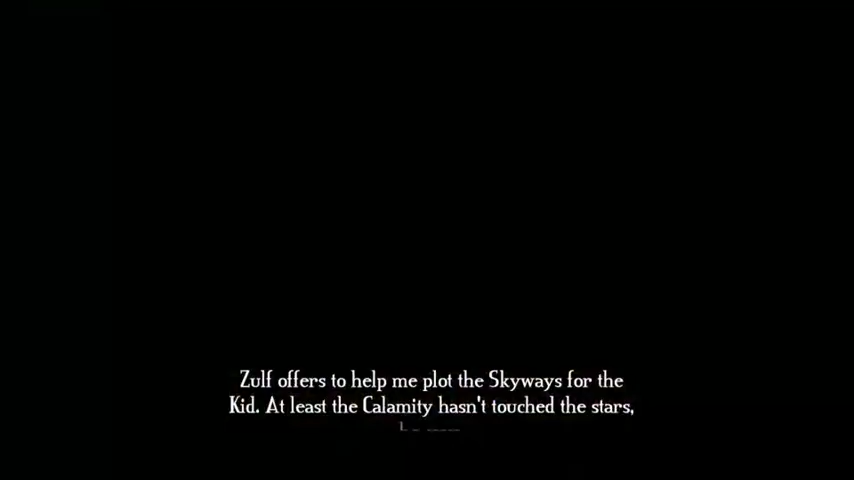 Zulf offers to help me plot the Skyways for the
Kid. At least the Calamity hasn't touched the stars,